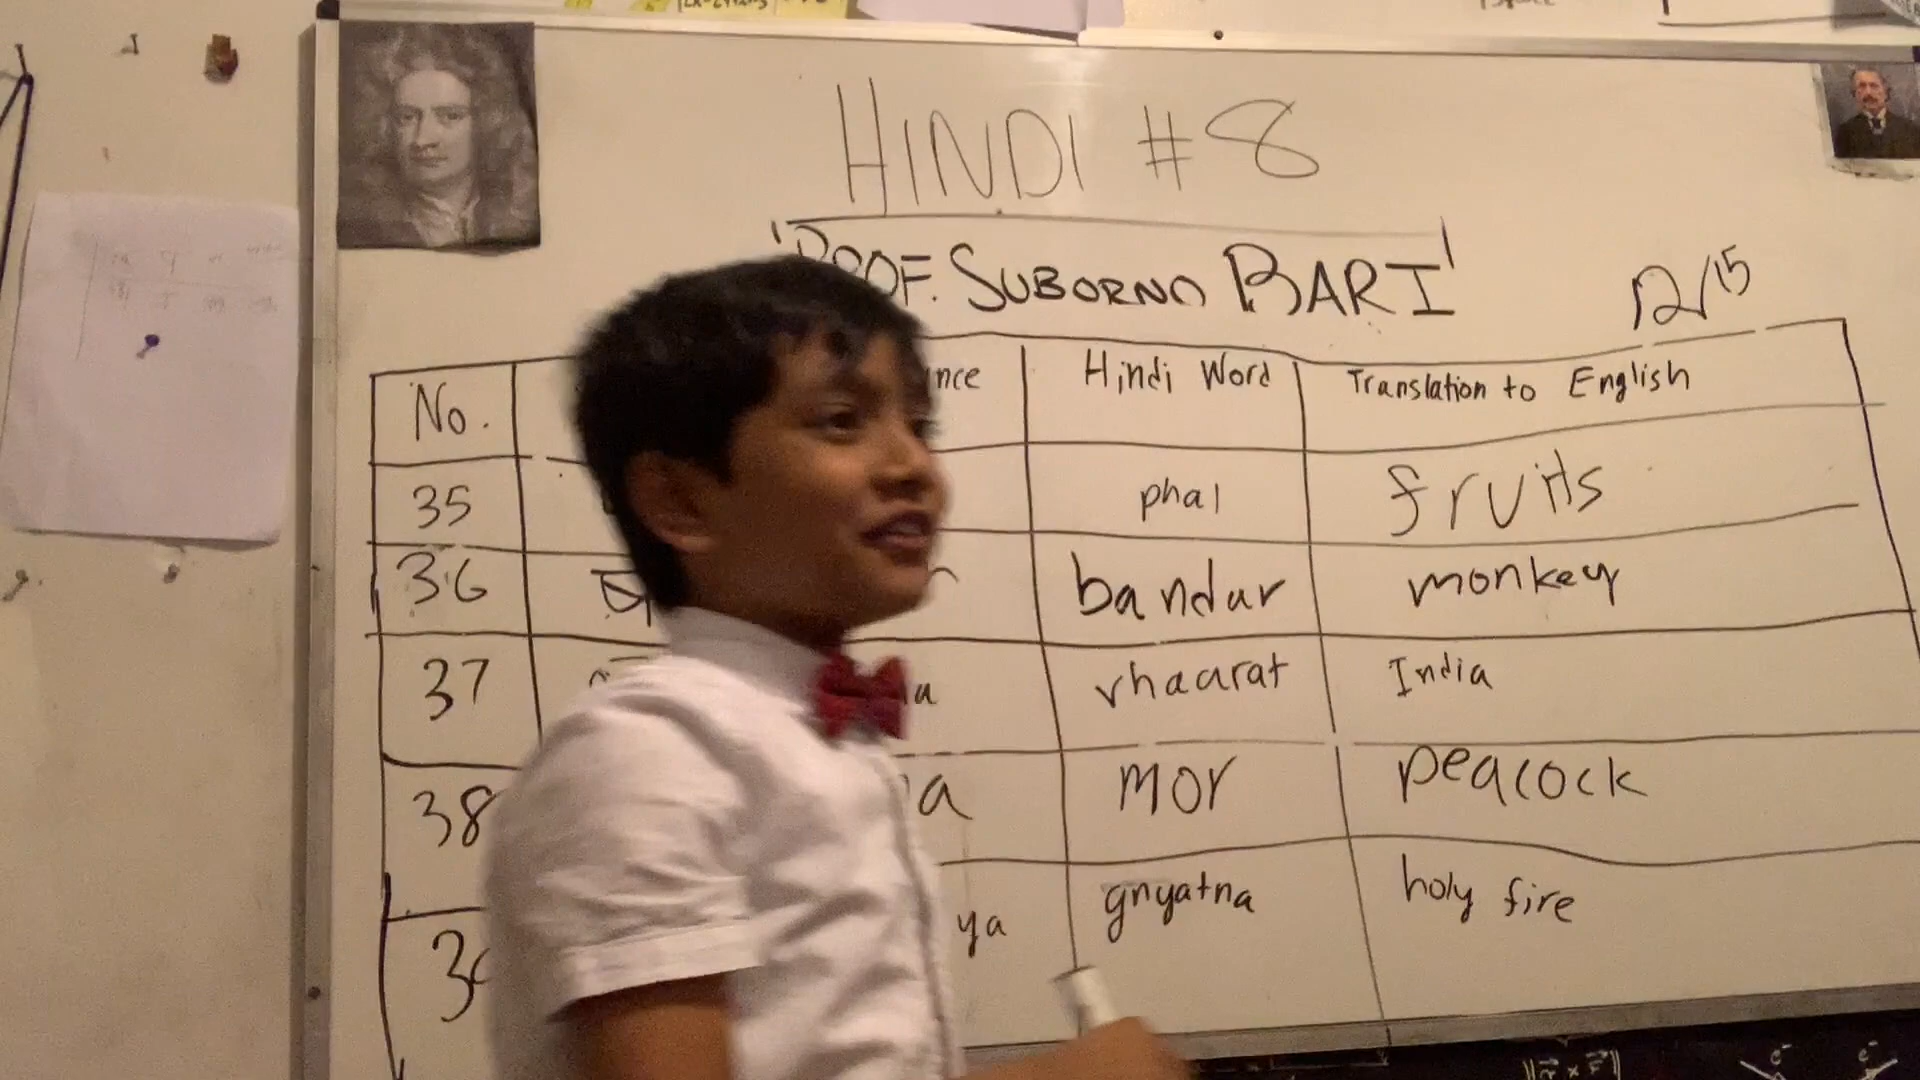 HINDI #8
'PROF. SUBORNO BARI'
12/15
No. Hindi Word Translation to English
35 phal fruits
36 ब bandar monkey
37 vhaarat India
38 a mor peacock
ya gnyatna holy fire